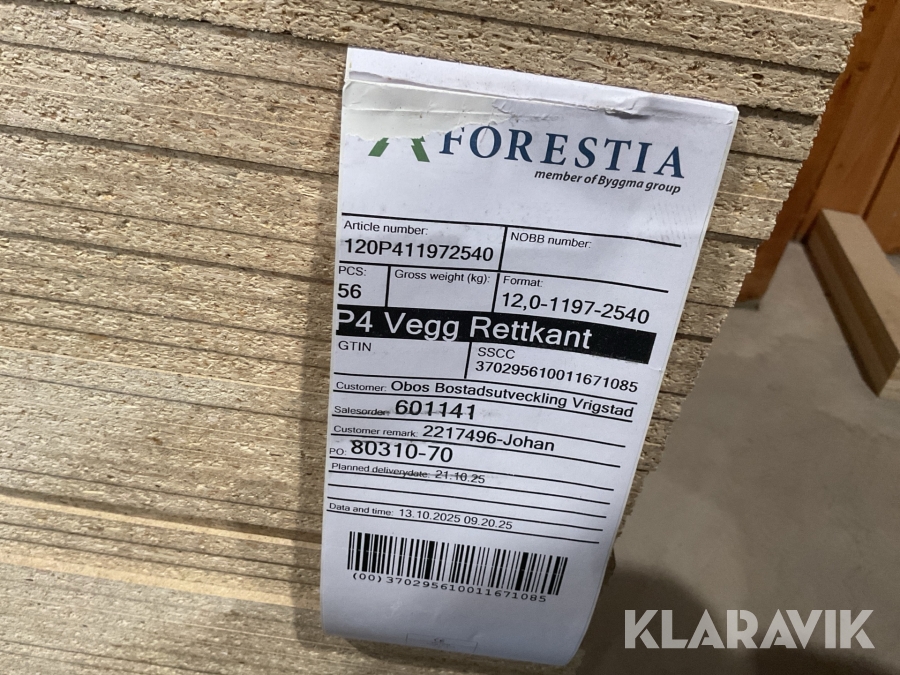 FORESTIA
member of Byggma group
Article number:
120P411972540
NOBB number:
PCS:
56
Gross weight (kg):
Format:
12,0-1197-2540
P4 Vegg Rettkant
GTIN
SSCC
370295610011671085
Customer: Obos Bostadsutveckling Vrigstad
Salesorder: 601141
Customer remark: 2217496-Johan
PO: 80310-70
Planned deliverydate: 21.10.25
Data and time: 13.10.2025 09.20.25
(00)370295610011671085
KLARAVIK